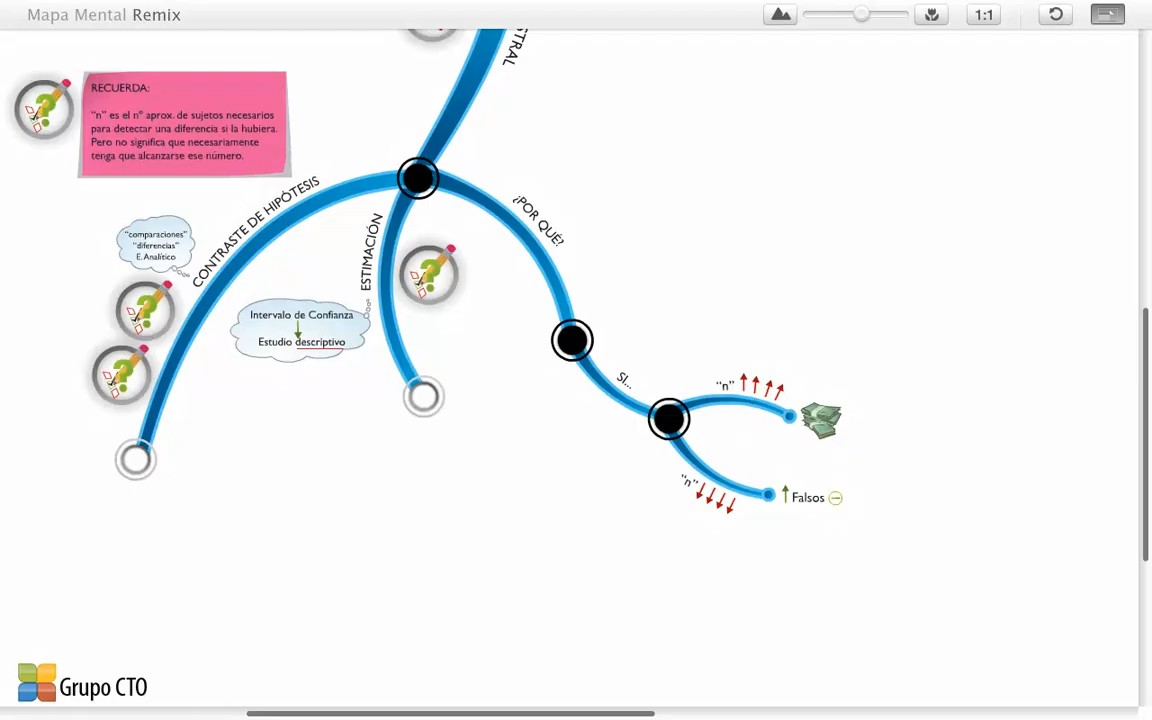 Mapa Mental Remix
1:1
RECUERDA:
“n” es el nº aprox. de sujetos necesarios
para detectar una diferencia si la hubiera.
Pero no significa que necesariamente
tenga que alcanzarse ese número.
STRAL
CONTRASTE DE HIPÓTESIS
“comparaciones”
“diferencias”
E. Analítico
ESTIMACIÓN
Intervalo de Confianza
Estudio descriptivo
¿POR QUÉ?
SI...
“n”
“n”
Falsos
Grupo CTO